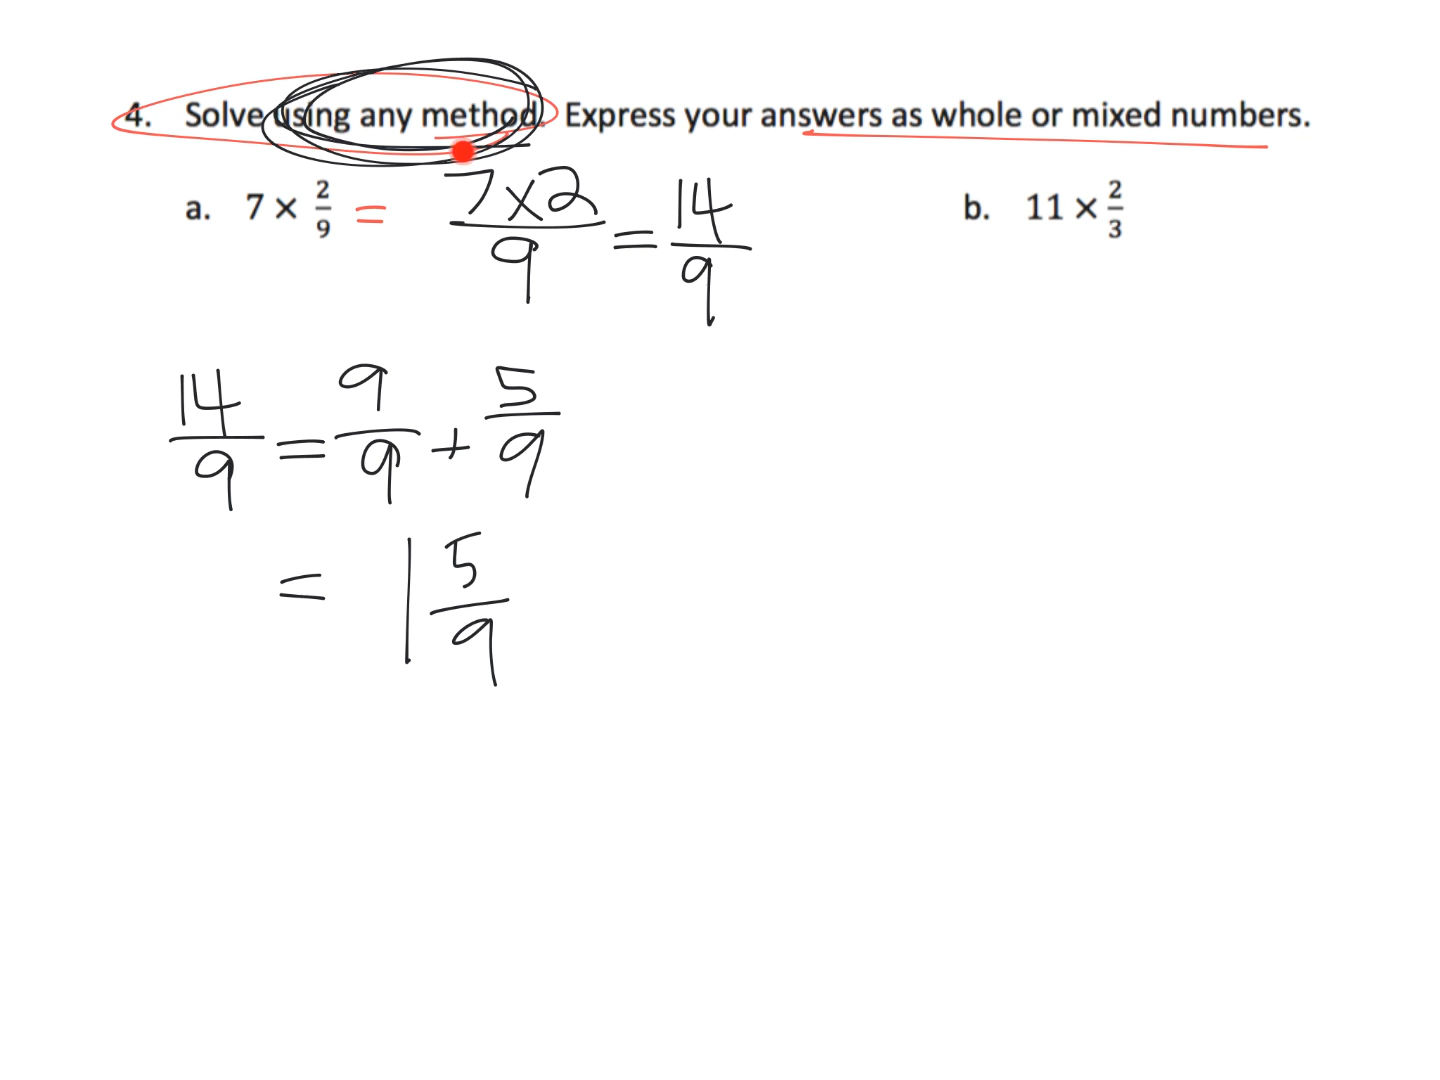 4. Solve using any method. Express your answers as whole or mixed numbers.
a. 7 × 2/9 = 7×2/9 = 14/9
b. 11 × 2/3
14/9 = 9/9 + 5/9
= 1 5/9